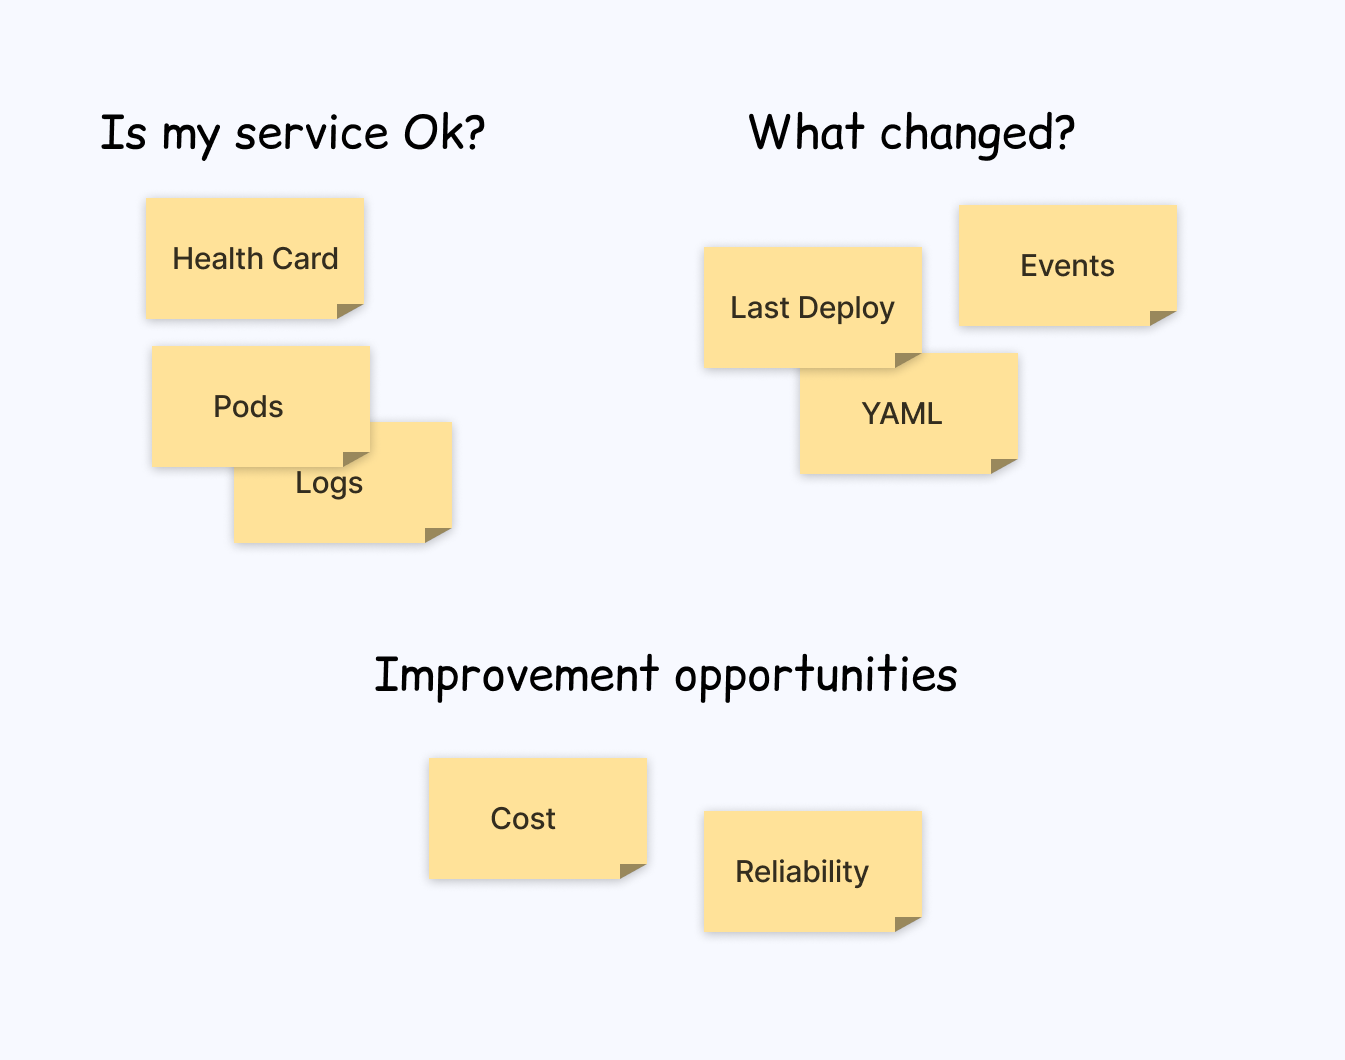 Is my service Ok?
Health Card
Pods
Logs
What changed?
Events
Last Deploy
YAML
Improvement opportunities
Cost
Reliability